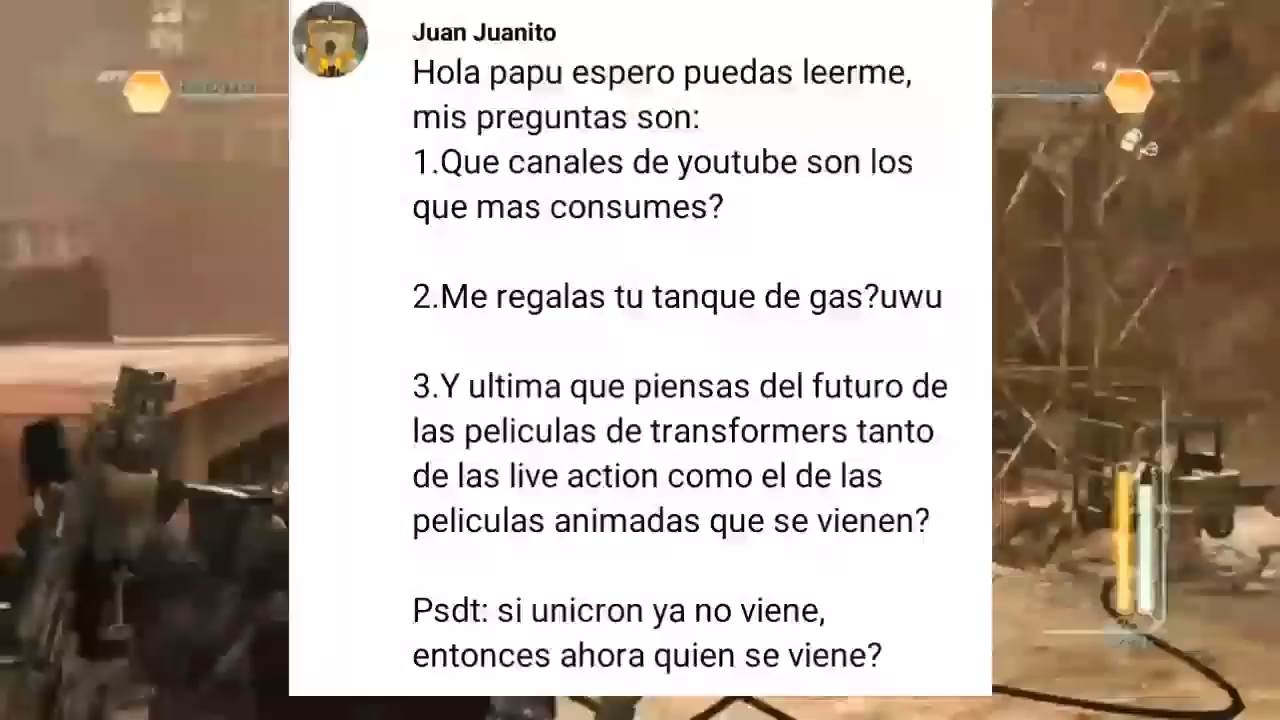 Juan Juanito
Hola papu espero puedas leerme,
mis preguntas son:
1.Que canales de youtube son los
que mas consumes?
2.Me regalas tu tanque de gas?uwu
3.Y ultima que piensas del futuro de
las peliculas de transformers tanto
de las live action como el de las
peliculas animadas que se vienen?
Psdt: si unicron ya no viene,
entonces ahora quien se viene?